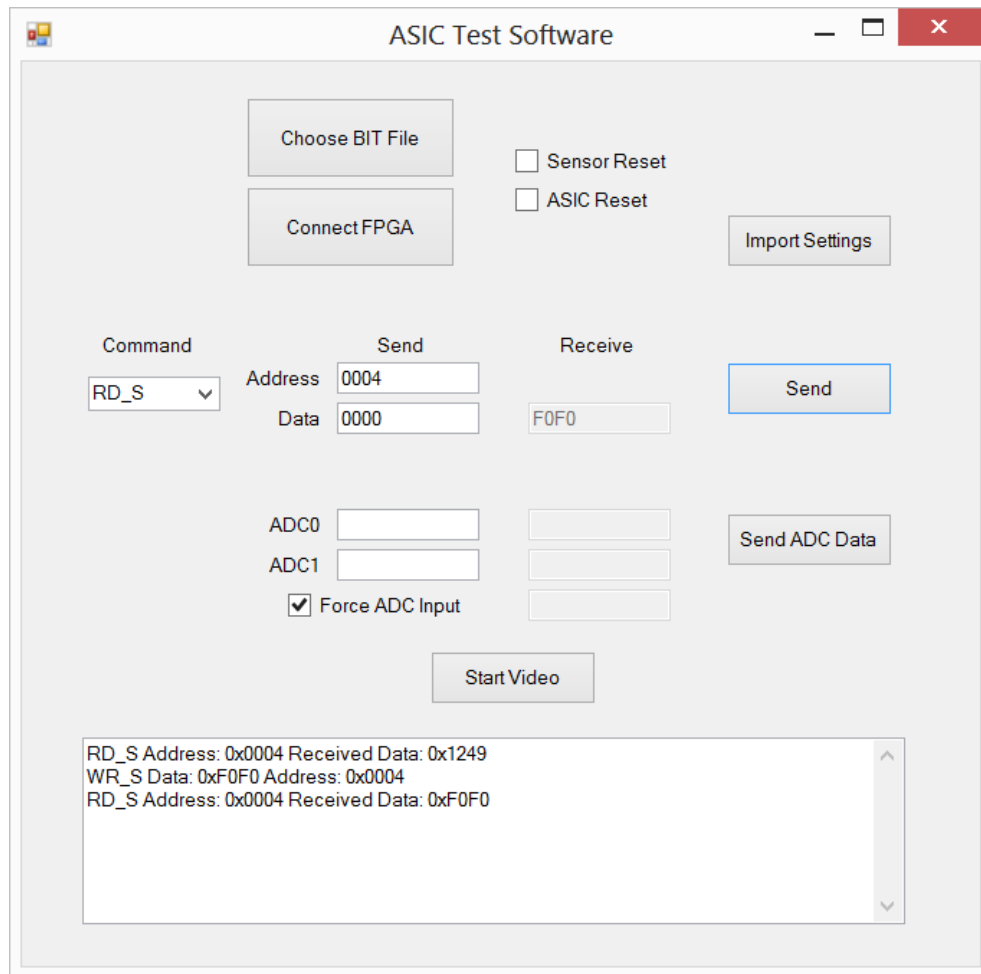 ASIC Test Software
Choose BIT File
Sensor Reset
ASIC Reset
Connect FPGA
Import Settings
Command Send Receive
RD_S Address 0004 Send
Data 0000 F0F0
ADC0 Send ADC Data
ADC1
Force ADC Input
Start Video
RD_S Address: 0x0004 Received Data: 0x1249
WR_S Data: 0xF0F0 Address: 0x0004
RD_S Address: 0x0004 Received Data: 0xF0F0